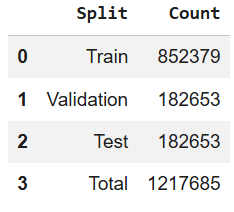 Split Count
0 Train 852379
1 Validation 182653
2 Test 182653
3 Total 1217685